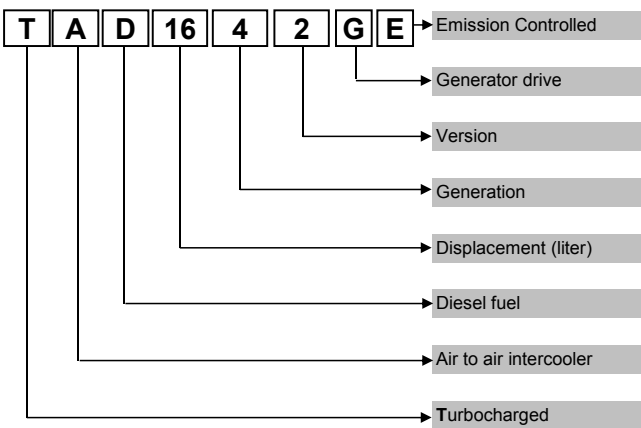 T A D 16 4 2 G E Emission Controlled
Generator drive
Version
Generation
Displacement (liter)
Diesel fuel
Air to air intercooler
Turbocharged